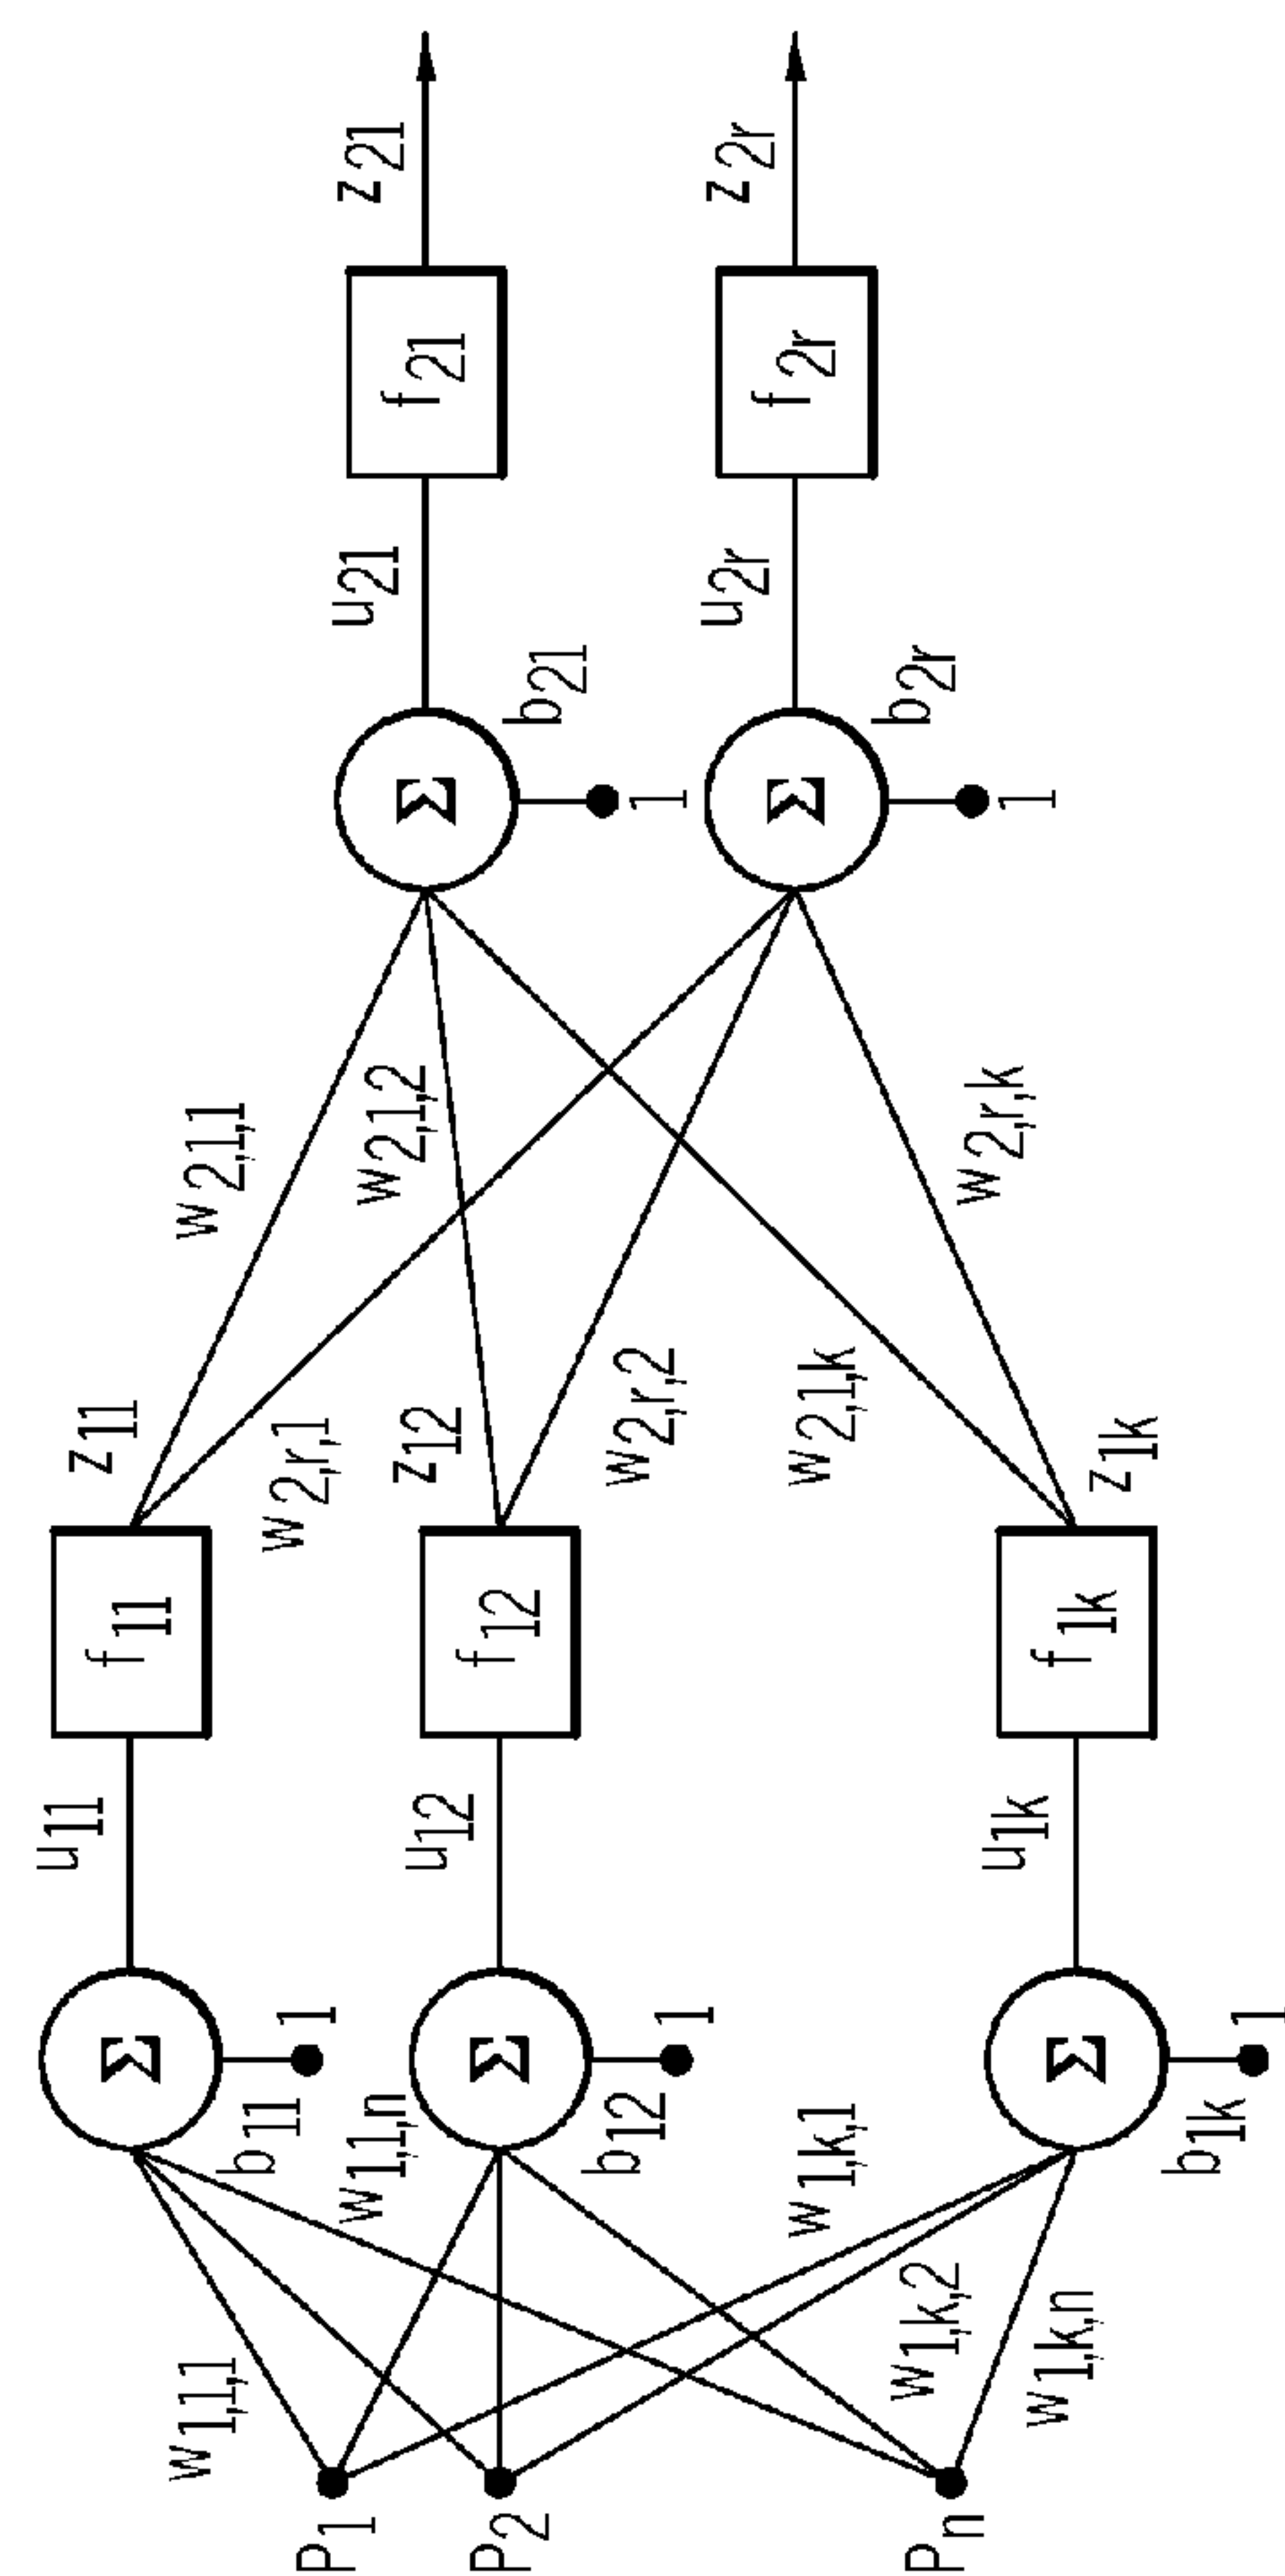 P1
P2
Pn
w1,1,1
w1,1,n
w1,k,1
w1,k,2
w1,k,n
Σ
b11
1
Σ
b12
1
Σ
b1k
1
u11
u12
u1k
f11
f12
f1k
z11
z12
z1k
w2,1,1
w2,r,1
w2,1,2
w2,r,2
w2,1,k
w2,r,k
Σ
b21
1
Σ
b2r
1
u21
u2r
f21
f2r
z21
z2r